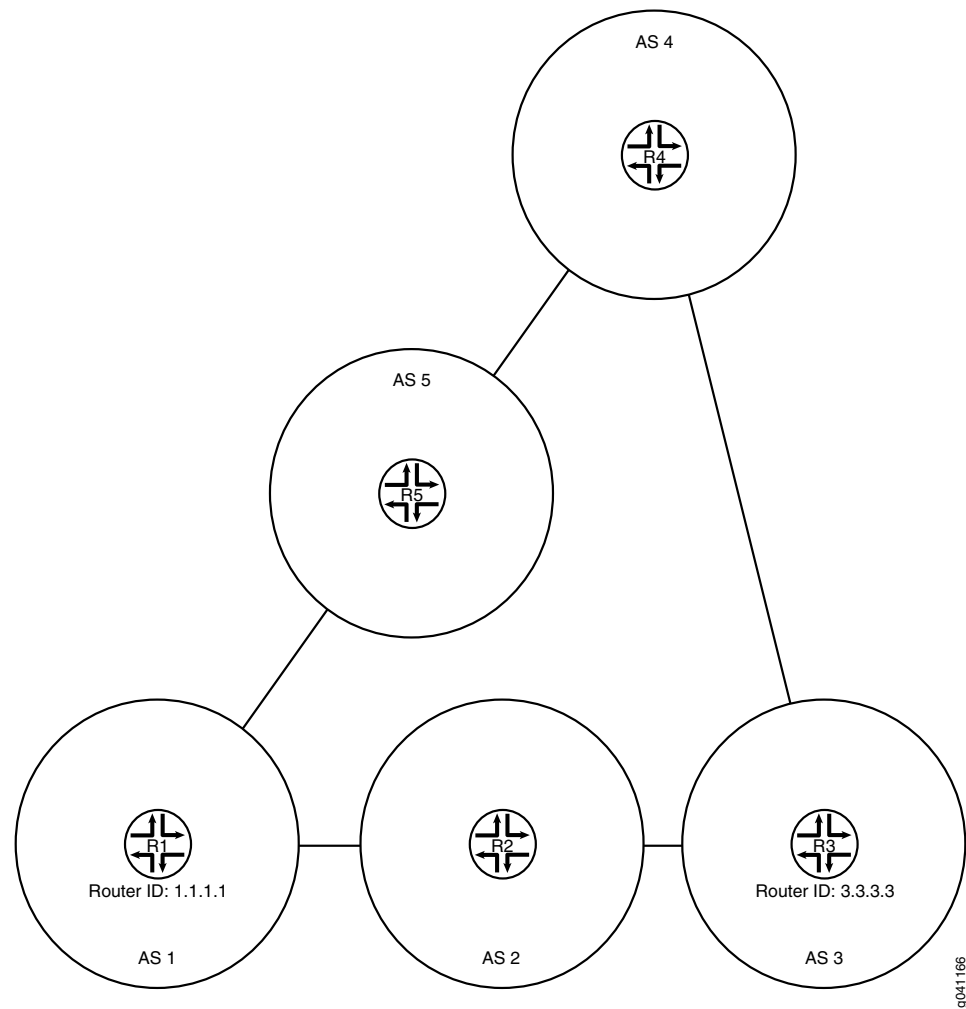 AS 4
R4
AS 5
R5
R1
Router ID: 1.1.1.1
AS 1
R2
AS 2
R3
Router ID: 3.3.3.3
AS 3
g041166